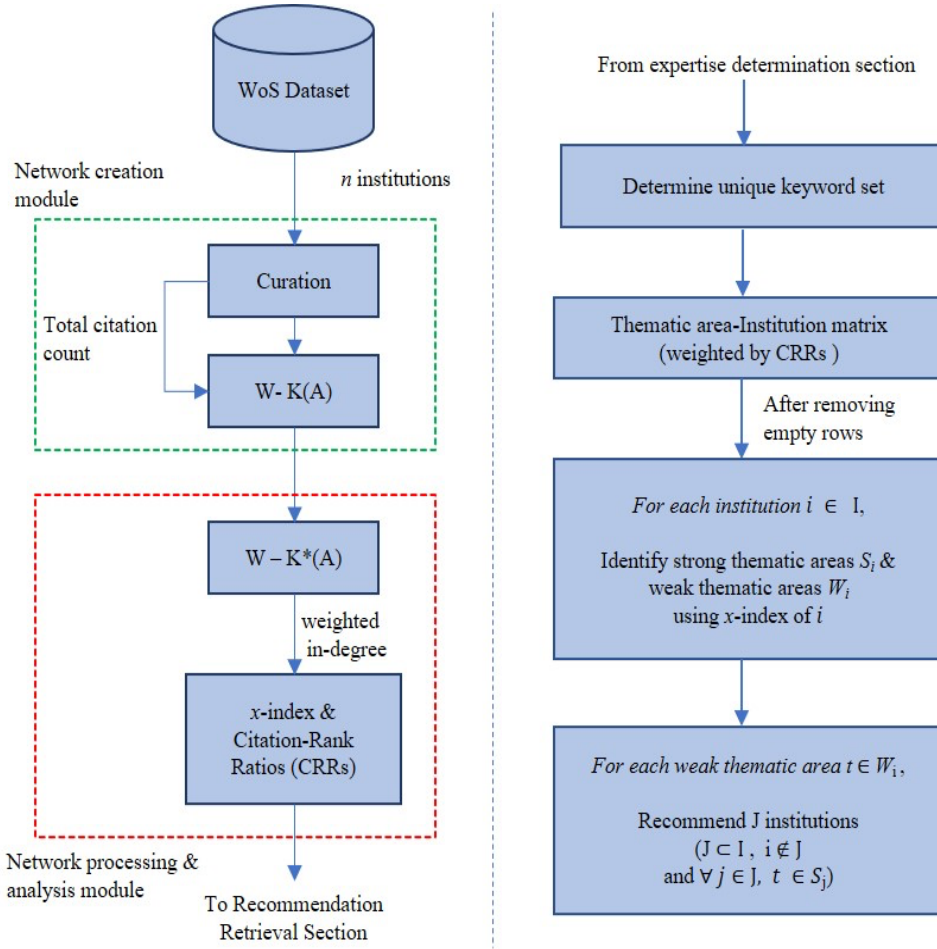 WoS Dataset
Network creation
module
n institutions
Curation
Total citation
count
W- K(A)
W – K*(A)
weighted
in-degree
x-index &
Citation-Rank
Ratios (CRRs)
Network processing &
analysis module
To Recommendation
Retrieval Section
From expertise determination section
Determine unique keyword set
Thematic area-Institution matrix
(weighted by CRRs )
After removing
empty rows
For each institution i ∈ I,
Identify strong thematic areas Si &
weak thematic areas Wi
using x-index of i
For each weak thematic area t ∈ Wi ,
Recommend J institutions
(J ⊂ I , i ∉ J
and ∀ j ∈ J, t ∈ Sj)